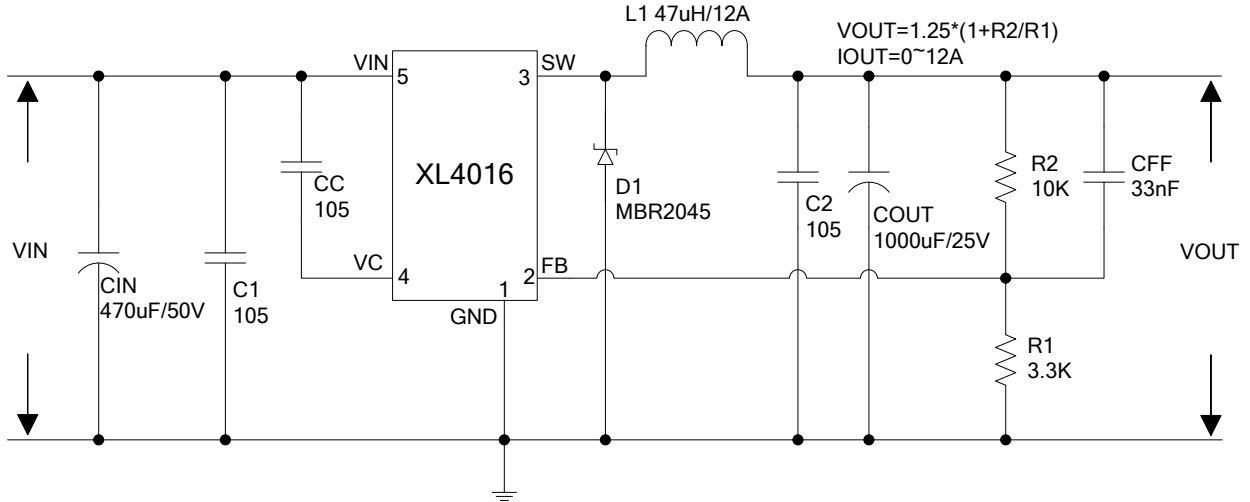 L1 47uH/12A
VOUT=1.25*(1+R2/R1)
IOUT=0~12A
VIN
5
3
SW
XL4016
CC
105
D1
MBR2045
C2
105
COUT
1000uF/25V
R2
10K
CFF
33nF
VIN
CIN
470uF/50V
C1
105
VC
4
2
FB
1
GND
VOUT
R1
3.3K